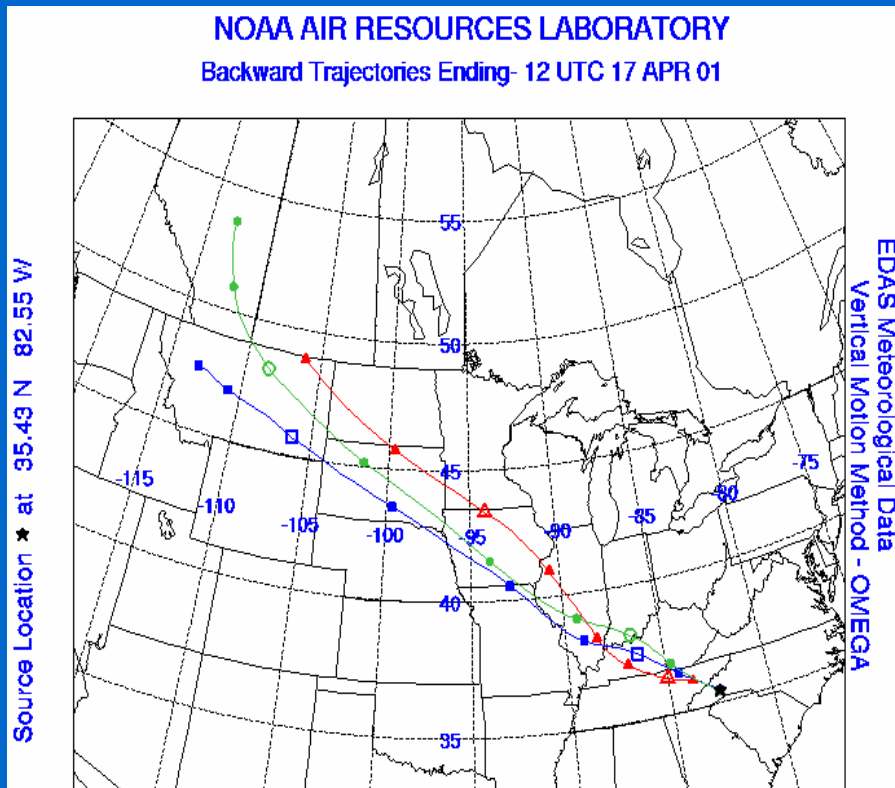 NOAA AIR RESOURCES LABORATORY
Backward Trajectories Ending- 12 UTC 17 APR 01
Source Location ★ at 35.43 N 82.55 W
EDAS Meteorological Data
Vertical Motion Method - OMEGA
55
50
45
-115
-110
-105
-100
-95
-90
-85
-80
-75
40
35